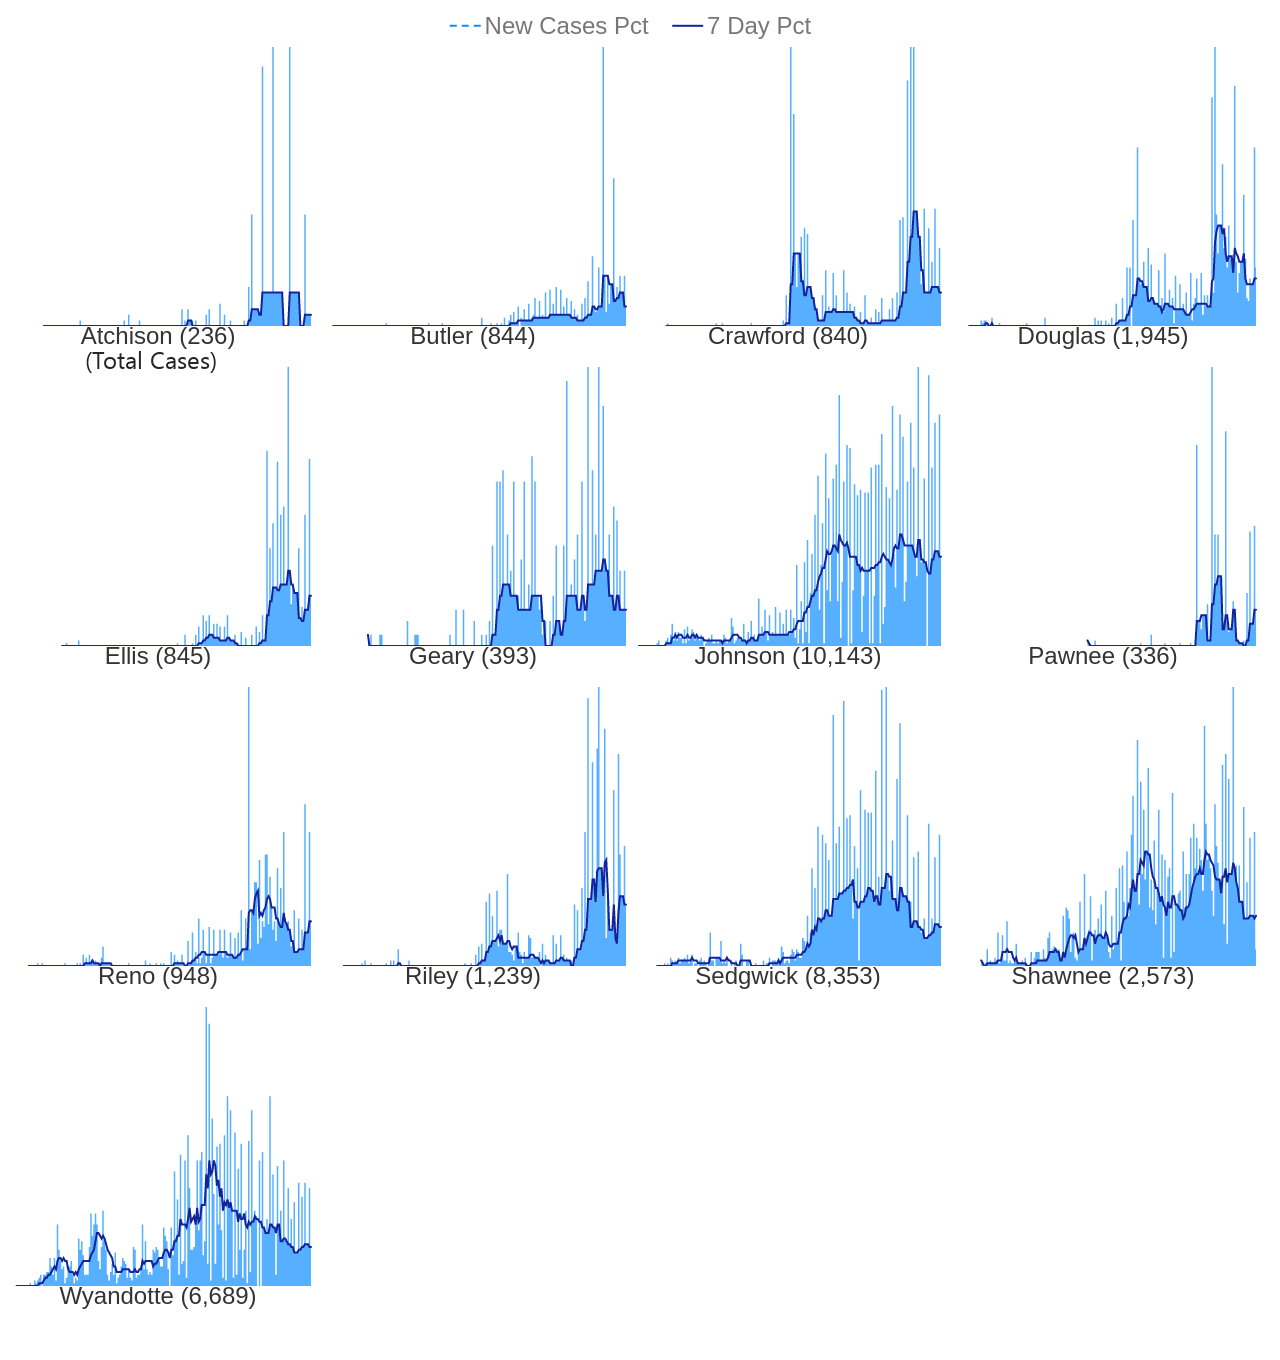 New Cases Pct 7 Day Pct
Atchison (236) Butler (844) Crawford (840) Douglas (1,945)
(Total Cases)
Ellis (845) Geary (393) Johnson (10,143) Pawnee (336)
Reno (948) Riley (1,239) Sedgwick (8,353) Shawnee (2,573)
Wyandotte (6,689)